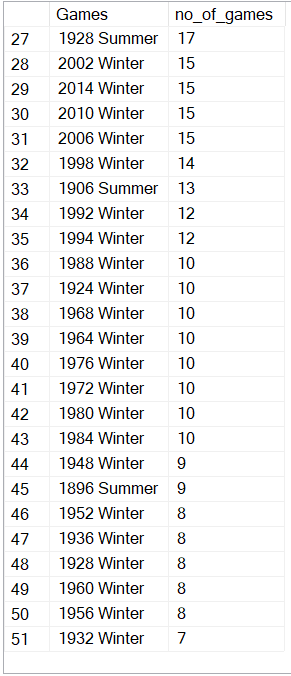 Games no_of_games
27 1928 Summer 17
28 2002 Winter 15
29 2014 Winter 15
30 2010 Winter 15
31 2006 Winter 15
32 1998 Winter 14
33 1906 Summer 13
34 1992 Winter 12
35 1994 Winter 12
36 1988 Winter 10
37 1924 Winter 10
38 1968 Winter 10
39 1964 Winter 10
40 1976 Winter 10
41 1972 Winter 10
42 1980 Winter 10
43 1984 Winter 10
44 1948 Winter 9
45 1896 Summer 9
46 1952 Winter 8
47 1936 Winter 8
48 1928 Winter 8
49 1960 Winter 8
50 1956 Winter 8
51 1932 Winter 7